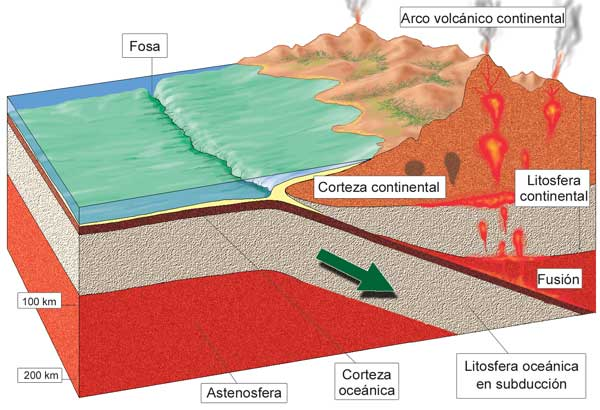 Arco volcánico continental
Fosa
Corteza continental
Litosfera
continental
Fusión
100 km
200 km
Astenosfera
Corteza
oceánica
Litosfera oceánica
en subducción